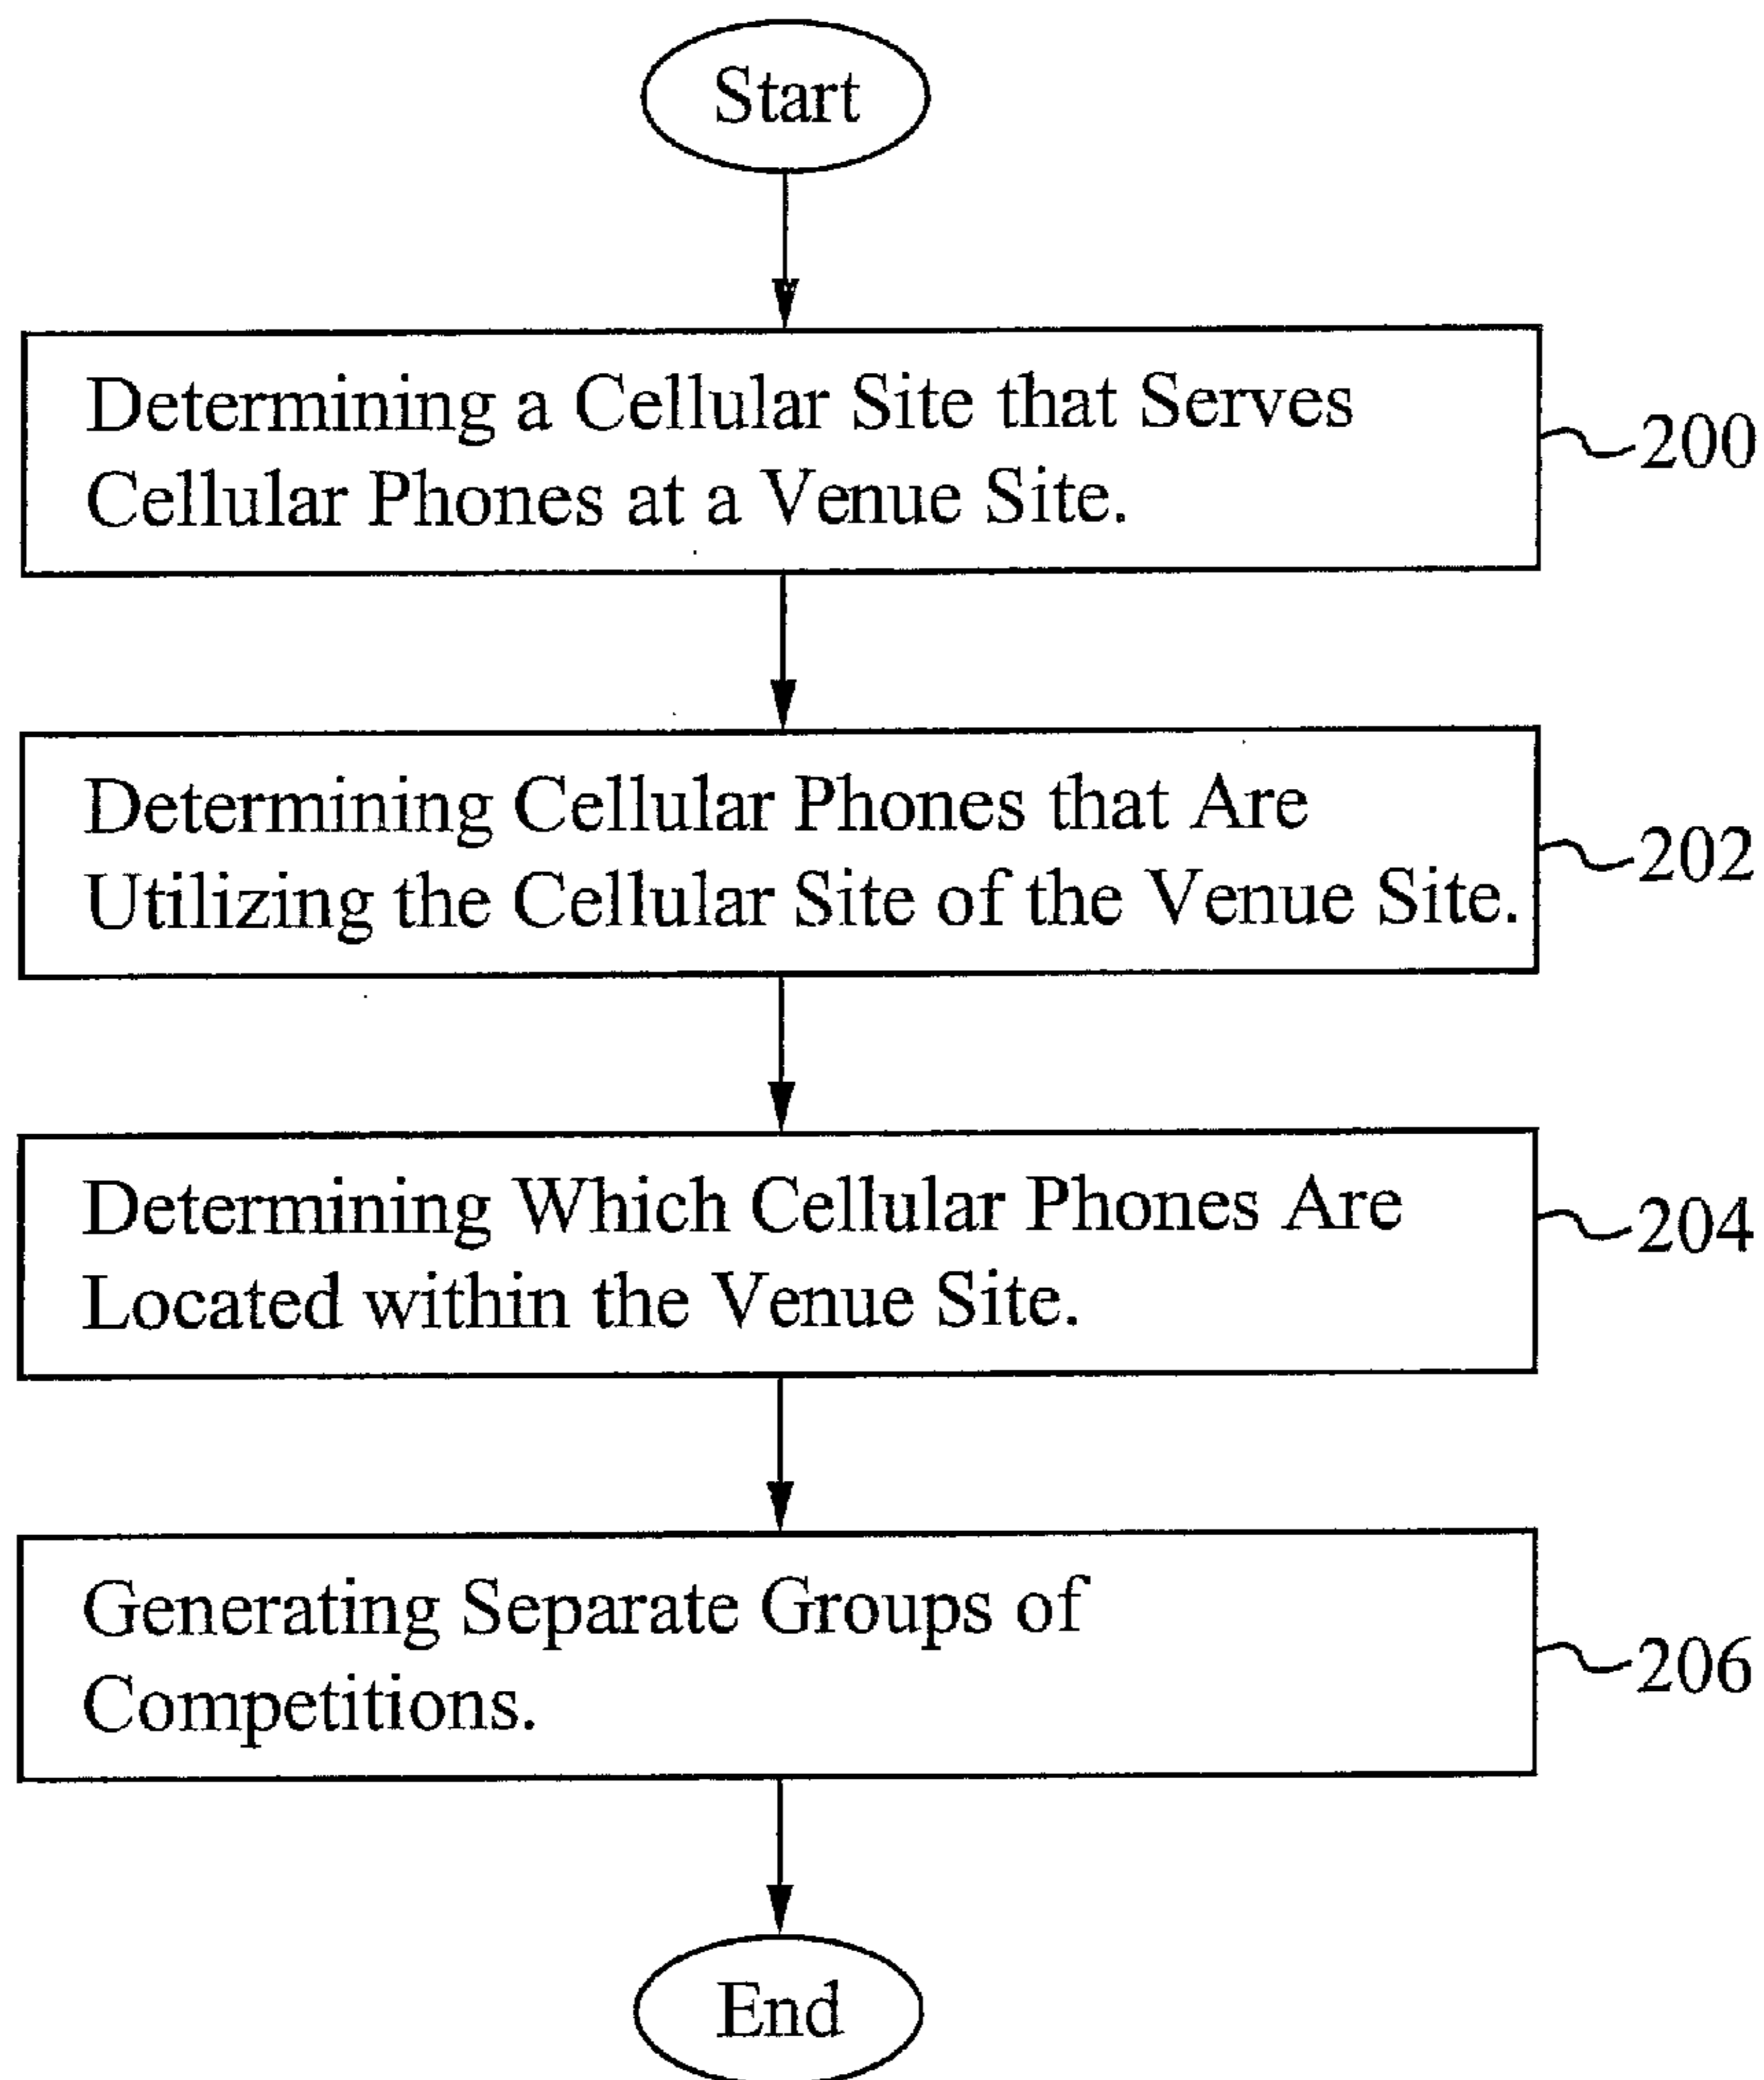 Start
Determining a Cellular Site that Serves
Cellular Phones at a Venue Site.
200
Determining Cellular Phones that Are
Utilizing the Cellular Site of the Venue Site.
202
Determining Which Cellular Phones Are
Located within the Venue Site.
204
Generating Separate Groups of
Competitions.
206
End